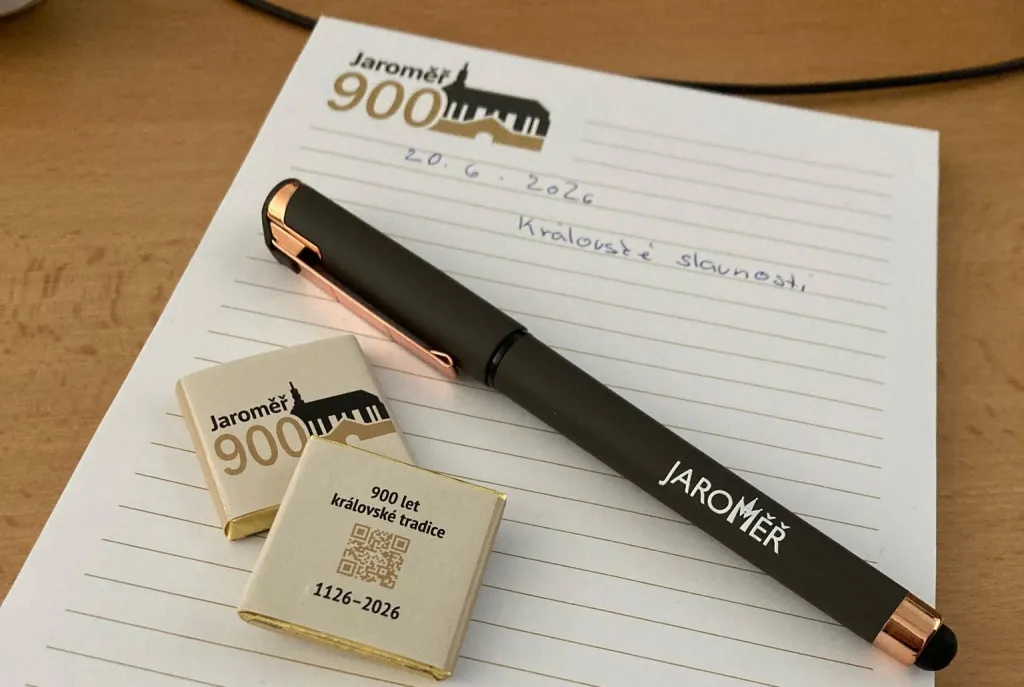 Jaroměř
900
20. 6. 2026
Královské slavnosti
Jaroměř
900
900 let
královské tradice
1126–2026
JAROMĚŘ